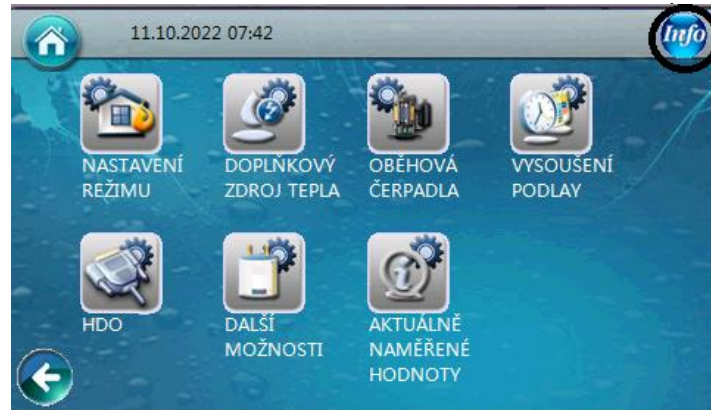 11.10.2022 07:42
Info
NASTAVENÍ
REŽIMU
DOPLŇKOVÝ
ZDROJ TEPLA
OBĚHOVÁ
ČERPADLA
VYSOUŠENÍ
PODLAY
HDO
DALŠÍ
MOŽNOSTI
AKTUÁLNĚ
NAMĚŘENÉ
HODNOTY